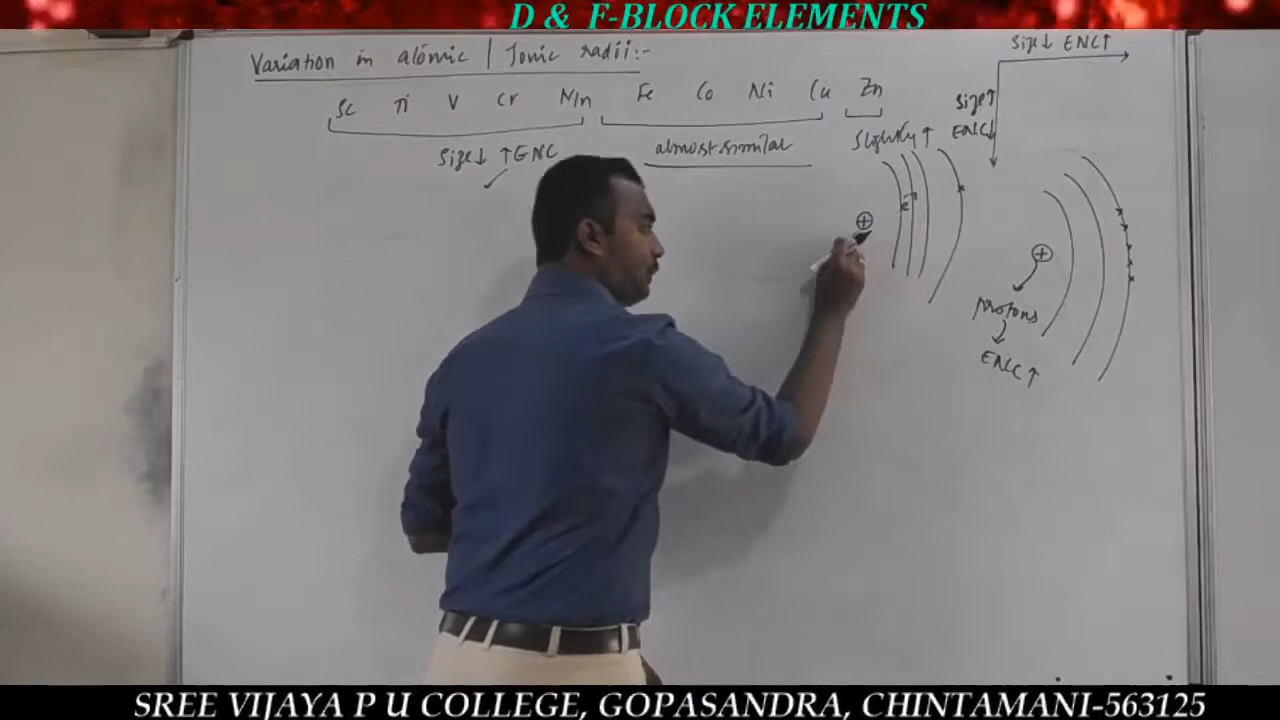 D & F-BLOCK ELEMENTS
Variation in atomic / Ionic radii:-
Size↓ ENC↑
Sc Ti V Cr Mn Fe Co Ni Cu Zn
Size↑
ENC↓
Size↓ ↑ENC
almost similar
Slightly ↑
e⁻
+
+
protons
ENC↑
SREE VIJAYA P U COLLEGE, GOPASANDRA, CHINTAMANI-563125